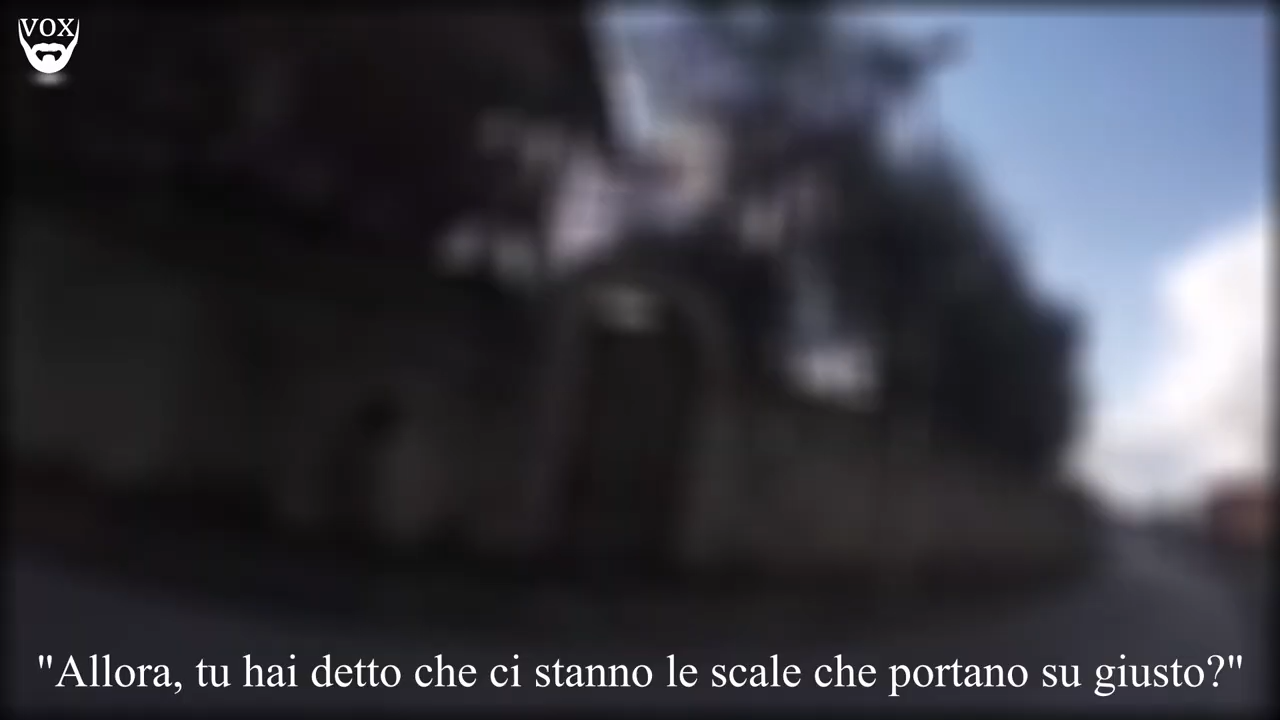 VOX
"Allora, tu hai detto che ci stanno le scale che portano su giusto?"